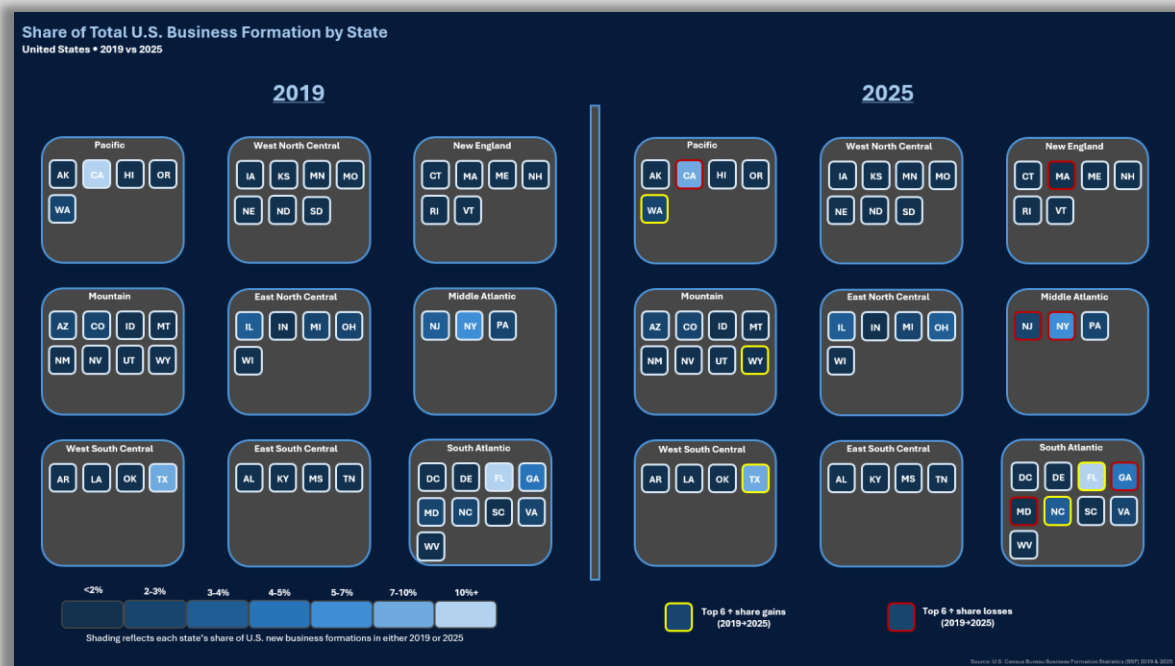 Share of Total U.S. Business Formation by State
United States • 2019 vs 2025
2019
Pacific
AK CA HI OR
WA
West North Central
IA KS MN MO
NE ND SD
New England
CT MA ME NH
RI VT
Mountain
AZ CO ID MT
NM NV UT WY
East North Central
IL IN MI OH
WI
Middle Atlantic
NJ NY PA
West South Central
AR LA OK TX
East South Central
AL KY MS TN
South Atlantic
DC DE FL GA
MD NC SC VA
WV
<2% 2-3% 3-4% 4-5% 5-7% 7-10% 10%+
Shading reflects each state's share of U.S. new business formations in either 2019 or 2025
2025
Pacific
AK CA HI OR
WA
West North Central
IA KS MN MO
NE ND SD
New England
CT MA ME NH
RI VT
Mountain
AZ CO ID MT
NM NV UT WY
East North Central
IL IN MI OH
WI
Middle Atlantic
NJ NY PA
West South Central
AR LA OK TX
East South Central
AL KY MS TN
South Atlantic
DC DE FL GA
MD NC SC VA
WV
Top 6 ↑ share gains
(2019→2025)
Top 6 ↑ share losses
(2019→2025)
Source: U.S. Census Bureau Business Formation Statistics (BSF) 2019 & 2025